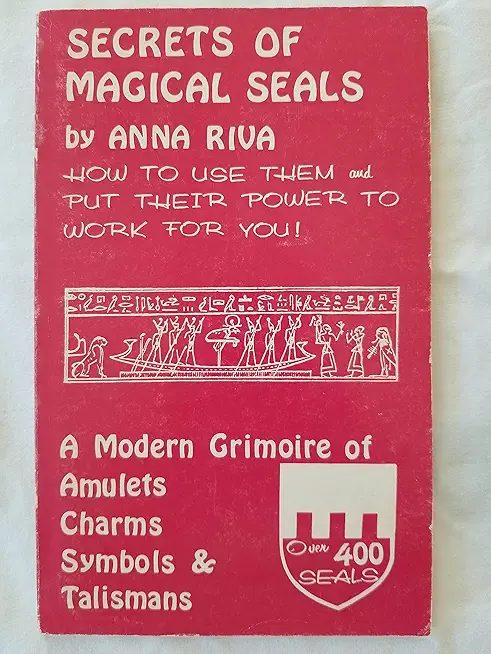 SECRETS OF
MAGICAL SEALS
by ANNA RIVA
HOW TO USE THEM and
PUT THEIR POWER TO
WORK FOR YOU!
A Modern Grimoire of
Amulets
Charms
Symbols &
Talismans
Over 400
SEALS